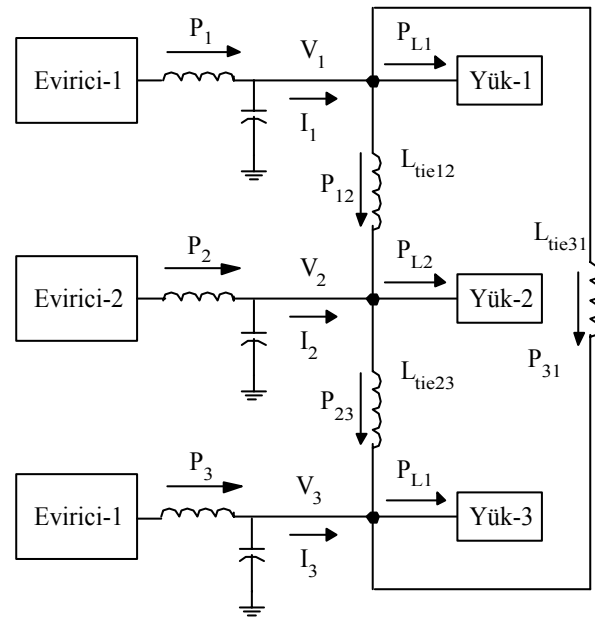 P1
V1
PL1
Evirici-1
Yük-1
I1
Ltie12
P12
Ltie31
P2
V2
PL2
Evirici-2
Yük-2
I2
P31
Ltie23
P23
P3
V3
PL1
Evirici-1
Yük-3
I3